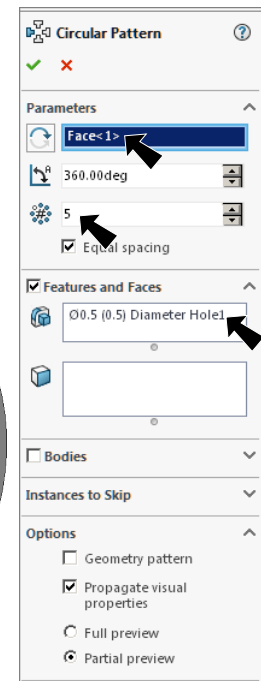 Circular Pattern
Parameters
Face<1>
360.00deg
5
Equal spacing
Features and Faces
Ø0.5 (0.5) Diameter Hole1
Bodies
Instances to Skip
Options
Geometry pattern
Propagate visual
properties
Full preview
Partial preview